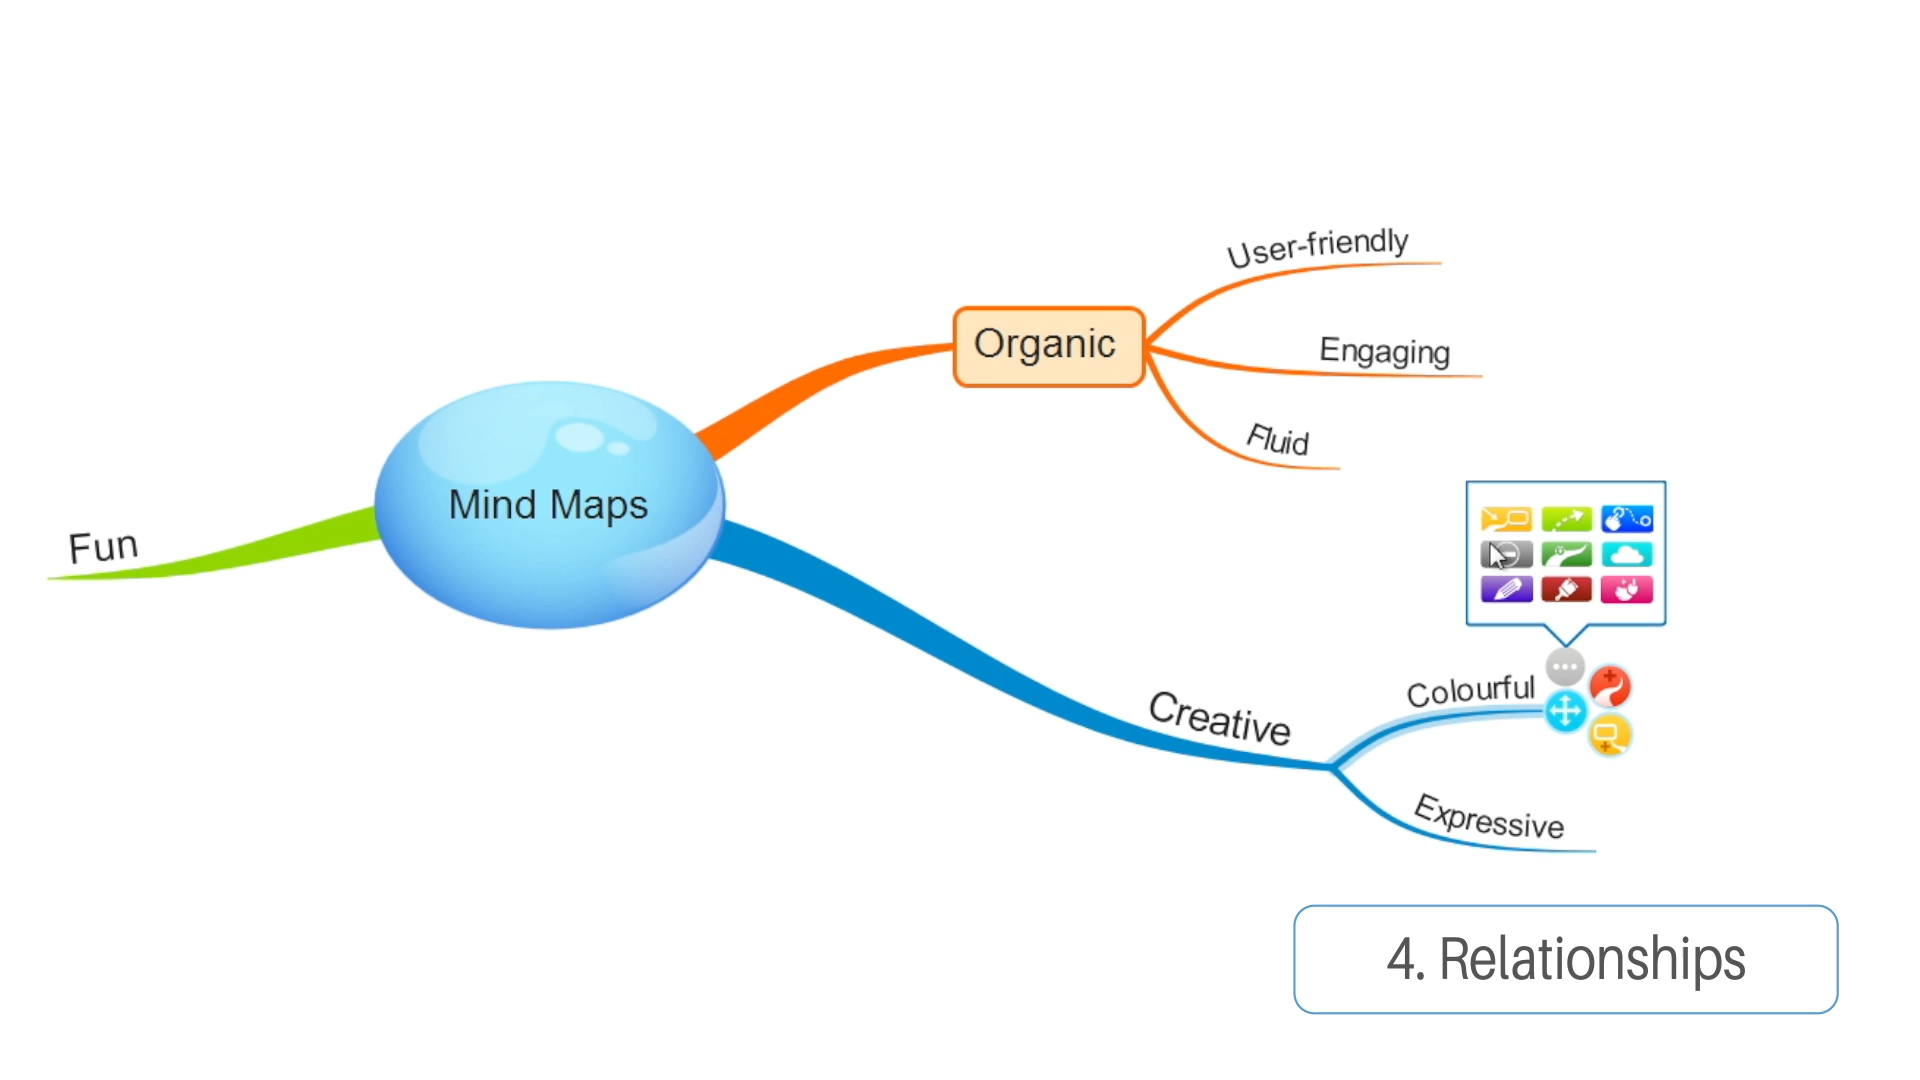 User-friendly
Organic
Engaging
Fluid
Mind Maps
Fun
Colourful
Creative
Expressive
4. Relationships